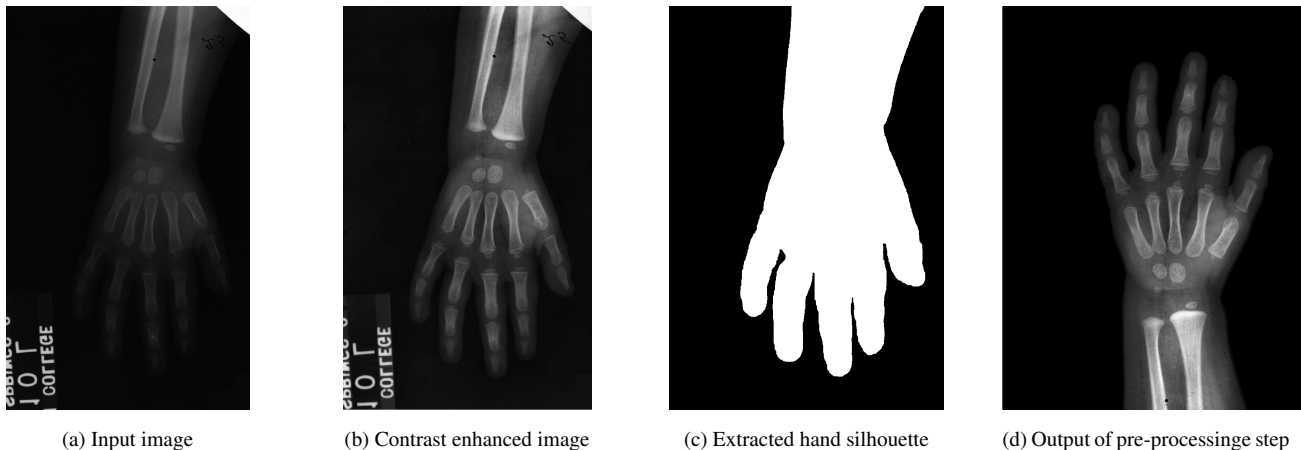 COLLEGE
COLLEGE
(a) Input image
(b) Contrast enhanced image
(c) Extracted hand silhouette
(d) Output of pre-processinge step